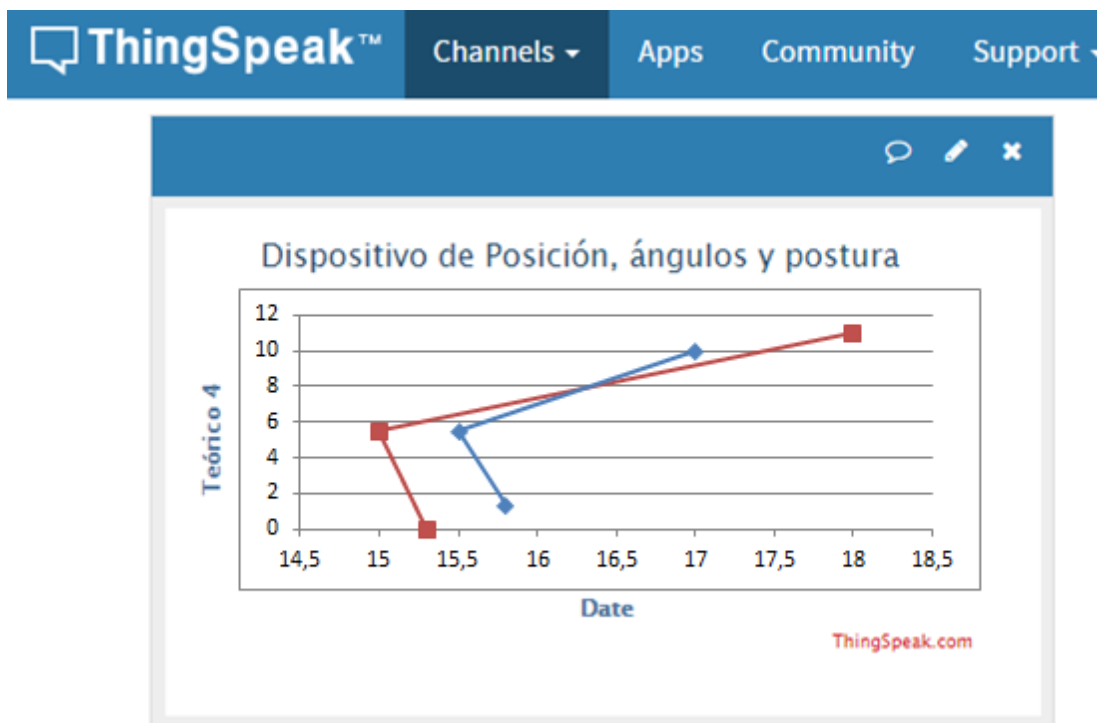 ThingSpeak™ Channels Apps Community Support
Dispositivo de Posición, ángulos y postura
12
10
8
6
4
2
0
Teórico 4
14,5 15 15,5 16 16,5 17 17,5 18 18,5
Date
ThingSpeak.com